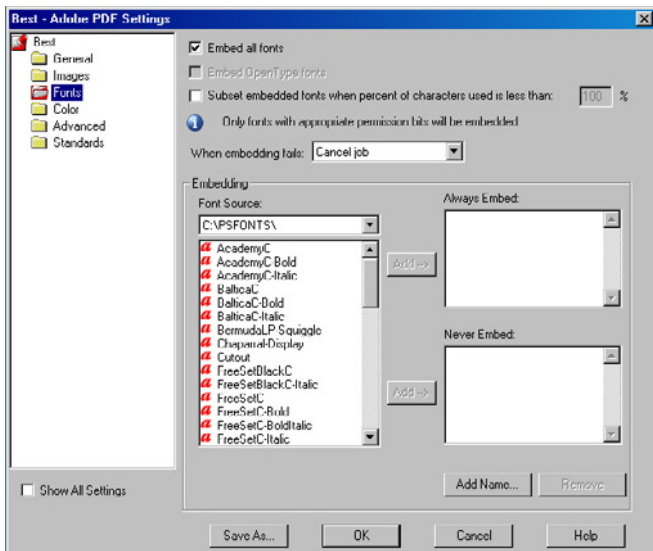 Best - Adobe PDF Settings
Best
General
Images
Fonts
Color
Advanced
Standards
Show All Settings
Embed all fonts
Embed OpenType fonts
Subset embedded fonts when percent of characters used is less than: 100 %
Only fonts with appropriate permission bits will be embedded
When embedding fails: Cancel job
Embedding
Font Source:
C:\PSFONTS\
AcademyC
AcademyC Bold
AcademyC-Italic
BalticaC
BalticaC-Bold
BalticaC-Italic
BermudaLP Squiggle
Chaparral-Display
Cutout
FreeSetBlackC
FreeSetBlackC-Italic
FreeSetC
FreeSetC-Bold
FreeSetC-BoldItalic
FreeSetC-Italic
Add -->
Add -->
Always Embed:
Never Embed:
Add Name...
Remove
Save As...
OK
Cancel
Help